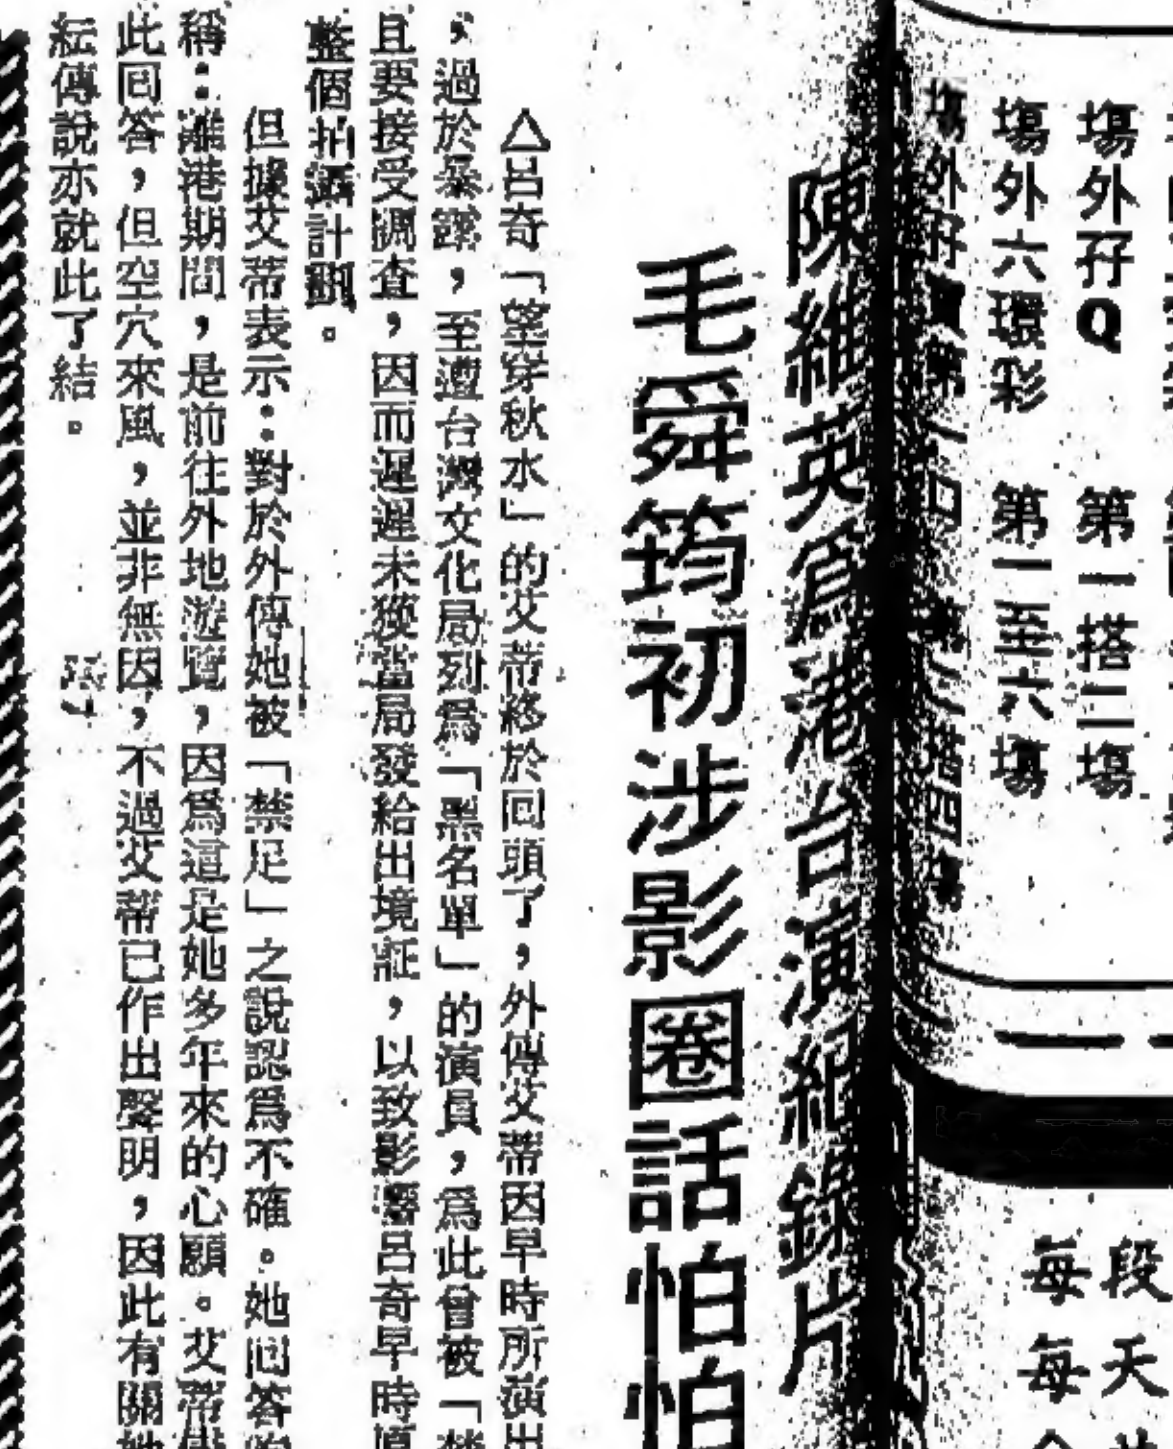 場外孖Q　第一搭二場
場外六環彩　第一至六場
陳維英為港台演紀錄片
毛舜筠初涉影圈話怕怕
△呂奇「望穿秋水」的艾蒂終於回頭了，外傳艾蒂因早時所演出
，過於暴露，至遭台灣文化局列爲「黑名單」的演員，爲此曾被「禁
且要接受調查，因而遲遲未獲當局發給出境証，以致影響呂奇早時原
整個拍攝計劃。
但據艾蒂表示：對於外傳她被「禁足」之說認爲不確。她回答
稱：離港期間，是前往外地遊覽，因爲這是她多年來的心願。艾蒂
此回答，但空穴來風，並非無因，不過艾蒂已作出聲明，因此有關她
紜傳說亦就此了結。
段天
每每